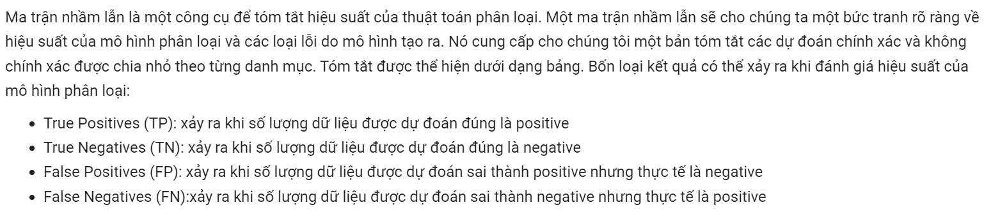 Ma trận nhầm lẫn là một công cụ để tóm tắt hiệu suất của thuật toán phân loại. Một ma trận nhầm lẫn sẽ cho chúng ta một bức tranh rõ ràng về
hiệu suất của mô hình phân loại và các loại lỗi do mô hình tạo ra. Nó cung cấp cho chúng tôi một bản tóm tắt các dự đoán chính xác và không
chính xác được chia nhỏ theo từng danh mục. Tóm tắt được thể hiện dưới dạng bảng. Bốn loại kết quả có thể xảy ra khi đánh giá hiệu suất của
mô hình phân loại:
• True Positives (TP): xảy ra khi số lượng dữ liệu được dự đoán đúng là positive
• True Negatives (TN): xảy ra khi số lượng dữ liệu được dự đoán đúng là negative
• False Positives (FP): xảy ra khi số lượng dữ liệu được dự đoán sai thành positive nhưng thực tế là negative
• False Negatives (FN):xảy ra khi số lượng dữ liệu được dự đoán sai thành negative nhưng thực tế là positive